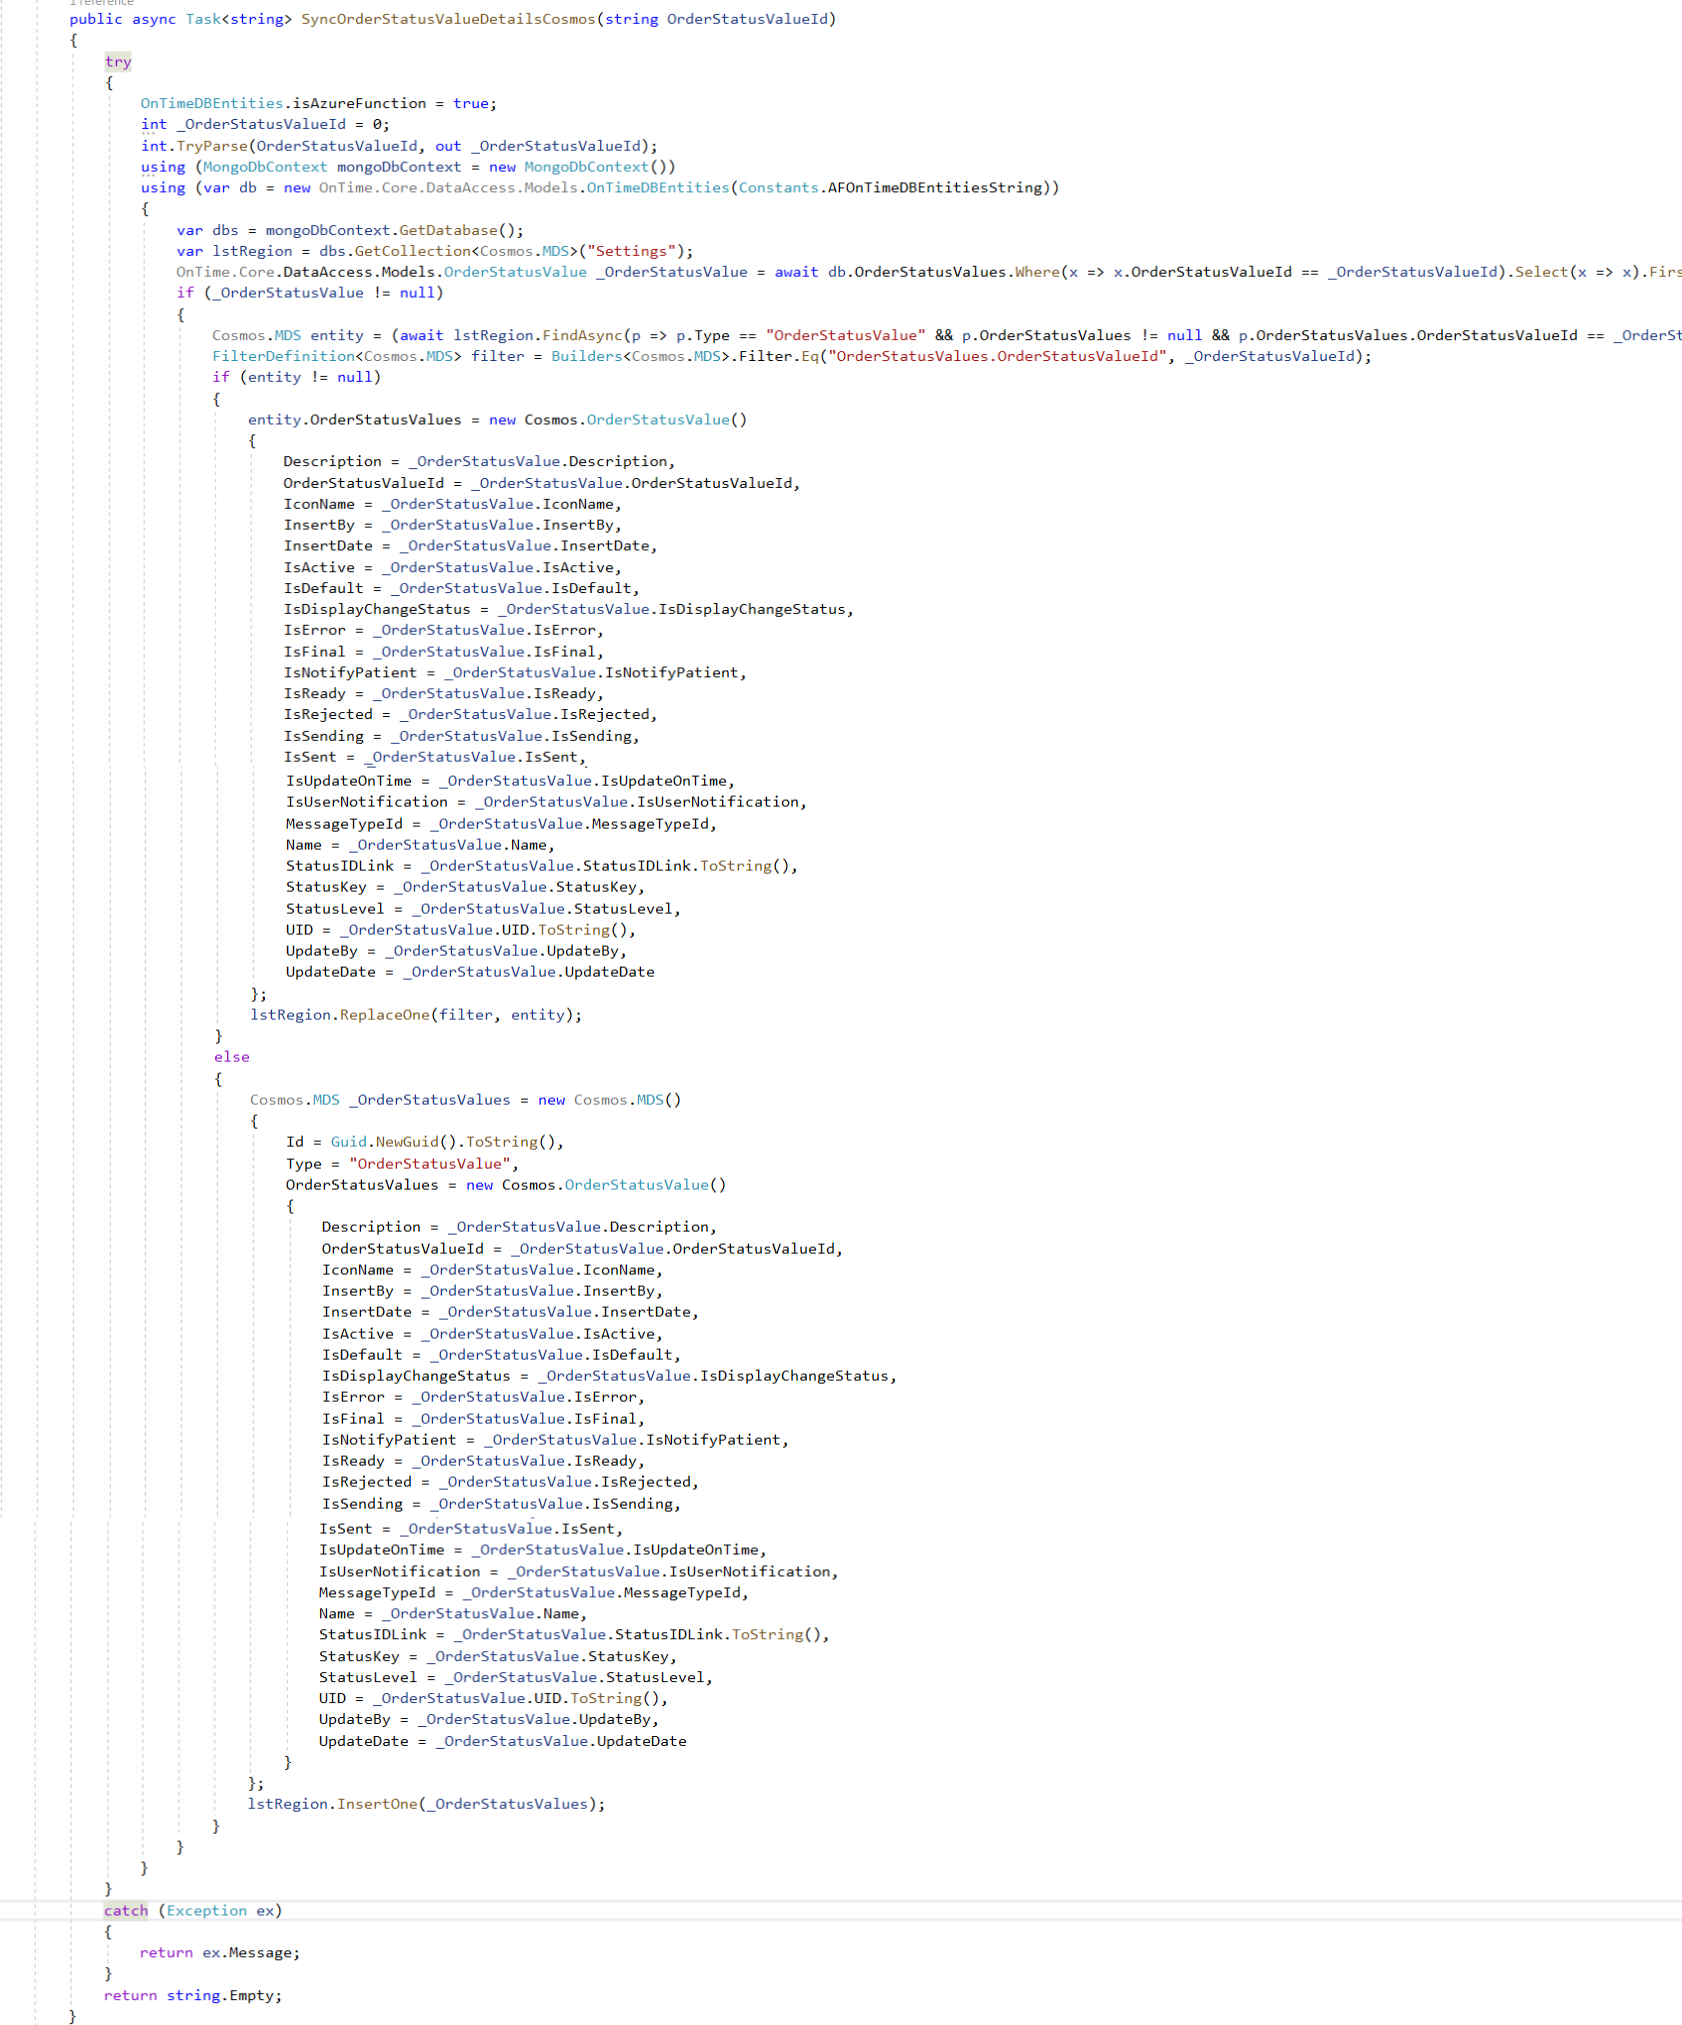 1 reference
public async Task<string> SyncOrderStatusValueDetailsCosmos(string OrderStatusValueId)
{
try
{
OnTimeDBEntities.isAzureFunction = true;
int _OrderStatusValueId = 0;
int.TryParse(OrderStatusValueId, out _OrderStatusValueId);
using (MongoDbContext mongoDbContext = new MongoDbContext())
using (var db = new OnTime.Core.DataAccess.Models.OnTimeDBEntities(Constants.AFOnTimeDBEntitiesString))
{
var dbs = mongoDbContext.GetDatabase();
var lstRegion = dbs.GetCollection<Cosmos.MDS>("Settings");
OnTime.Core.DataAccess.Models.OrderStatusValue _OrderStatusValue = await db.OrderStatusValues.Where(x => x.OrderStatusValueId == _OrderStatusValueId).Select(x => x).Firs
if (_OrderStatusValue != null)
{
Cosmos.MDS entity = (await lstRegion.FindAsync(p => p.Type == "OrderStatusValue" && p.OrderStatusValues != null && p.OrderStatusValues.OrderStatusValueId == _OrderSt
FilterDefinition<Cosmos.MDS> filter = Builders<Cosmos.MDS>.Filter.Eq("OrderStatusValues.OrderStatusValueId", _OrderStatusValueId);
if (entity != null)
{
entity.OrderStatusValues = new Cosmos.OrderStatusValue()
{
Description = _OrderStatusValue.Description,
OrderStatusValueId = _OrderStatusValue.OrderStatusValueId,
IconName = _OrderStatusValue.IconName,
InsertBy = _OrderStatusValue.InsertBy,
InsertDate = _OrderStatusValue.InsertDate,
IsActive = _OrderStatusValue.IsActive,
IsDefault = _OrderStatusValue.IsDefault,
IsDisplayChangeStatus = _OrderStatusValue.IsDisplayChangeStatus,
IsError = _OrderStatusValue.IsError,
IsFinal = _OrderStatusValue.IsFinal,
IsNotifyPatient = _OrderStatusValue.IsNotifyPatient,
IsReady = _OrderStatusValue.IsReady,
IsRejected = _OrderStatusValue.IsRejected,
IsSending = _OrderStatusValue.IsSending,
IsSent = _OrderStatusValue.IsSent,
IsUpdateOnTime = _OrderStatusValue.IsUpdateOnTime,
IsUserNotification = _OrderStatusValue.IsUserNotification,
MessageTypeId = _OrderStatusValue.MessageTypeId,
Name = _OrderStatusValue.Name,
StatusIDLink = _OrderStatusValue.StatusIDLink.ToString(),
StatusKey = _OrderStatusValue.StatusKey,
StatusLevel = _OrderStatusValue.StatusLevel,
UID = _OrderStatusValue.UID.ToString(),
UpdateBy = _OrderStatusValue.UpdateBy,
UpdateDate = _OrderStatusValue.UpdateDate
};
lstRegion.ReplaceOne(filter, entity);
}
else
{
Cosmos.MDS _OrderStatusValues = new Cosmos.MDS()
{
Id = Guid.NewGuid().ToString(),
Type = "OrderStatusValue",
OrderStatusValues = new Cosmos.OrderStatusValue()
{
Description = _OrderStatusValue.Description,
OrderStatusValueId = _OrderStatusValue.OrderStatusValueId,
IconName = _OrderStatusValue.IconName,
InsertBy = _OrderStatusValue.InsertBy,
InsertDate = _OrderStatusValue.InsertDate,
IsActive = _OrderStatusValue.IsActive,
IsDefault = _OrderStatusValue.IsDefault,
IsDisplayChangeStatus = _OrderStatusValue.IsDisplayChangeStatus,
IsError = _OrderStatusValue.IsError,
IsFinal = _OrderStatusValue.IsFinal,
IsNotifyPatient = _OrderStatusValue.IsNotifyPatient,
IsReady = _OrderStatusValue.IsReady,
IsRejected = _OrderStatusValue.IsRejected,
IsSending = _OrderStatusValue.IsSending,
IsSent = _OrderStatusValue.IsSent,
IsUpdateOnTime = _OrderStatusValue.IsUpdateOnTime,
IsUserNotification = _OrderStatusValue.IsUserNotification,
MessageTypeId = _OrderStatusValue.MessageTypeId,
Name = _OrderStatusValue.Name,
StatusIDLink = _OrderStatusValue.StatusIDLink.ToString(),
StatusKey = _OrderStatusValue.StatusKey,
StatusLevel = _OrderStatusValue.StatusLevel,
UID = _OrderStatusValue.UID.ToString(),
UpdateBy = _OrderStatusValue.UpdateBy,
UpdateDate = _OrderStatusValue.UpdateDate
}
};
lstRegion.InsertOne(_OrderStatusValues);
}
}
}
}
catch (Exception ex)
{
return ex.Message;
}
return string.Empty;
}